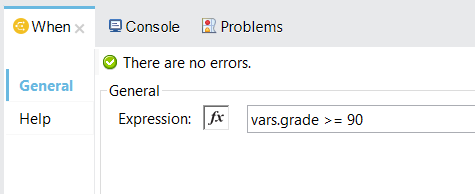 When Console Problems
There are no errors.
General
General
Help
Expression: fx vars.grade >= 90